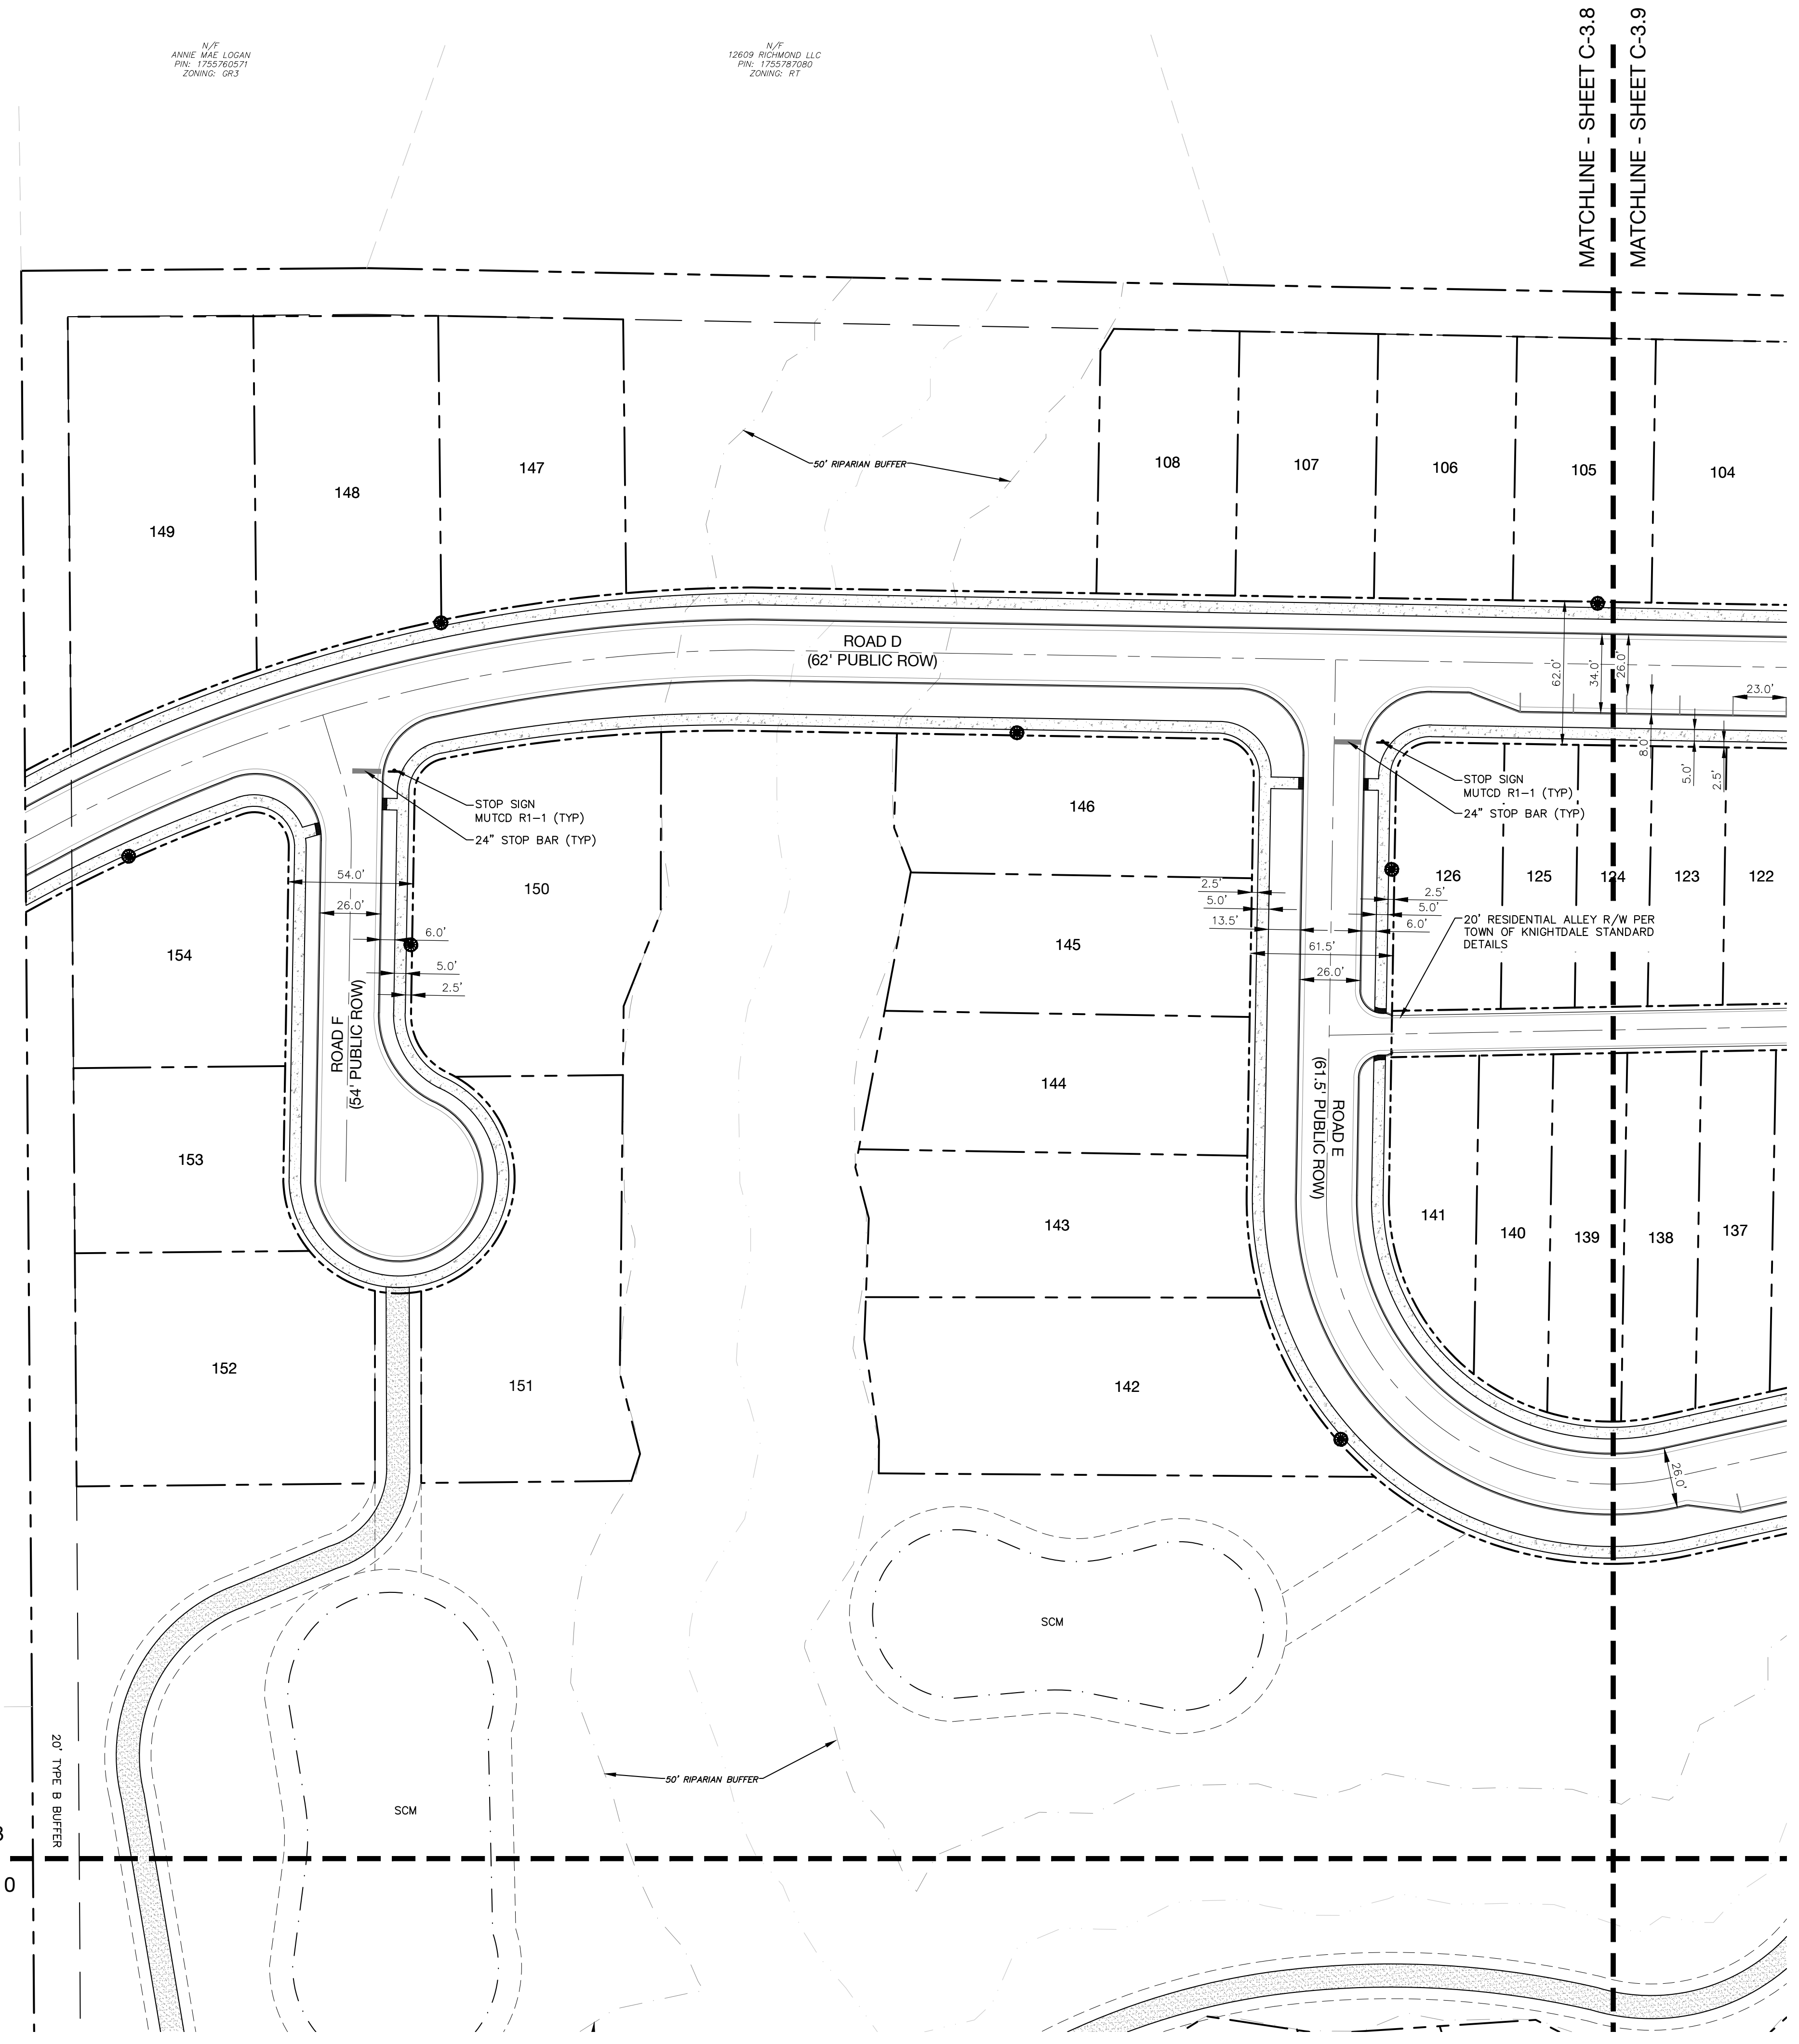 N/F
ANNIE MAE LOGAN
PIN: 1755760571
ZONING: GR3
N/F
12609 RICHMOND LLC
PIN: 1755787080
ZONING: RT
MATCHLINE - SHEET C-3.8
MATCHLINE - SHEET C-3.9
149
148
147
50' RIPARIAN BUFFER
108
107
106
105
104
ROAD D
(62' PUBLIC ROW)
62.0'
34.0'
26.0'
23.0'
8.0'
5.0'
2.5'
STOP SIGN
MUTCD R1-1 (TYP)
24" STOP BAR (TYP)
STOP SIGN
MUTCD R1-1 (TYP)
24" STOP BAR (TYP)
54.0'
26.0'
6.0'
5.0'
2.5'
ROAD F
(54' PUBLIC ROW)
154
153
152
150
151
146
145
144
143
142
2.5'
5.0'
13.5'
61.5'
26.0'
2.5'
5.0'
6.0'
126
125
124
123
122
20' RESIDENTIAL ALLEY R/W PER
TOWN OF KNIGHTDALE STANDARD
DETAILS
ROAD E
(61.5' PUBLIC ROW)
141
140
139
138
137
26.0'
SCM
SCM
50' RIPARIAN BUFFER
20' TYPE B BUFFER
0